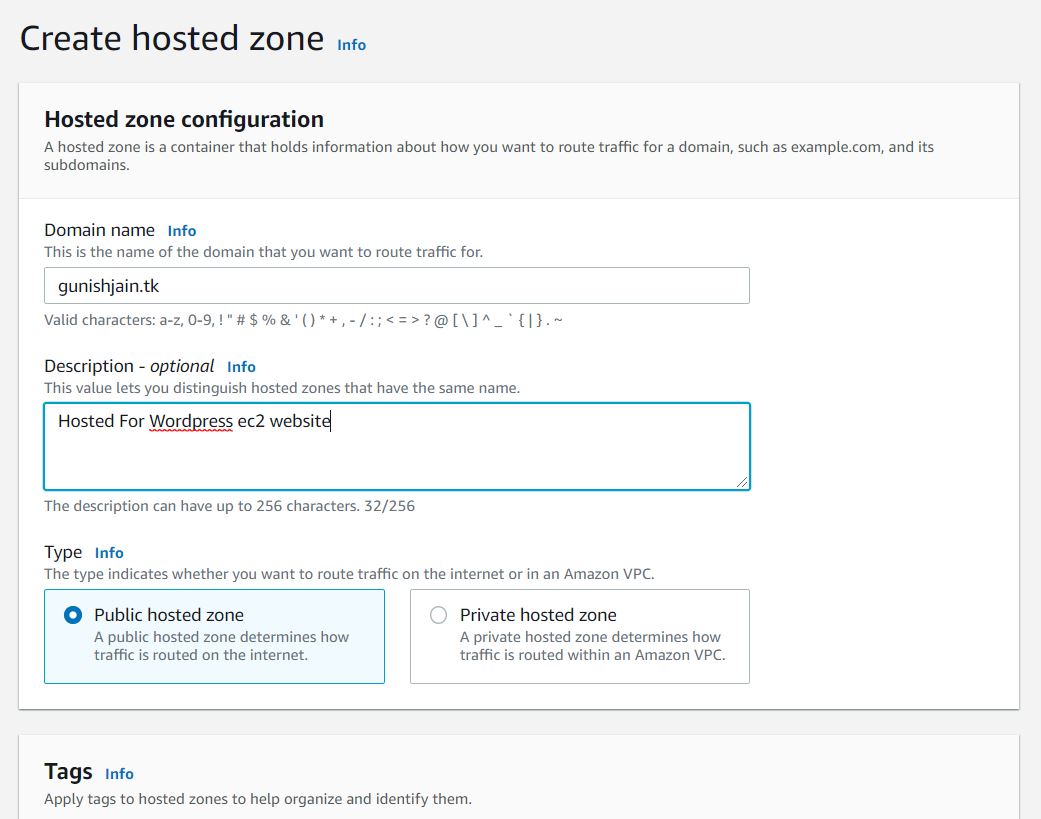 Create hosted zone Info
Hosted zone configuration
A hosted zone is a container that holds information about how you want to route traffic for a domain, such as example.com, and its
subdomains.
Domain name Info
This is the name of the domain that you want to route traffic for.
gunishjain.tk
Valid characters: a-z, 0-9, ! " # $ % & ' ( ) * + , - / : ; < = > ? @ [ \ ] ^ _ ` { | } . ~
Description - optional Info
This value lets you distinguish hosted zones that have the same name.
Hosted For Wordpress ec2 website
The description can have up to 256 characters. 32/256
Type Info
The type indicates whether you want to route traffic on the internet or in an Amazon VPC.
Public hosted zone
A public hosted zone determines how
traffic is routed on the internet.
Private hosted zone
A private hosted zone determines how
traffic is routed within an Amazon VPC.
Tags Info
Apply tags to hosted zones to help organize and identify them.